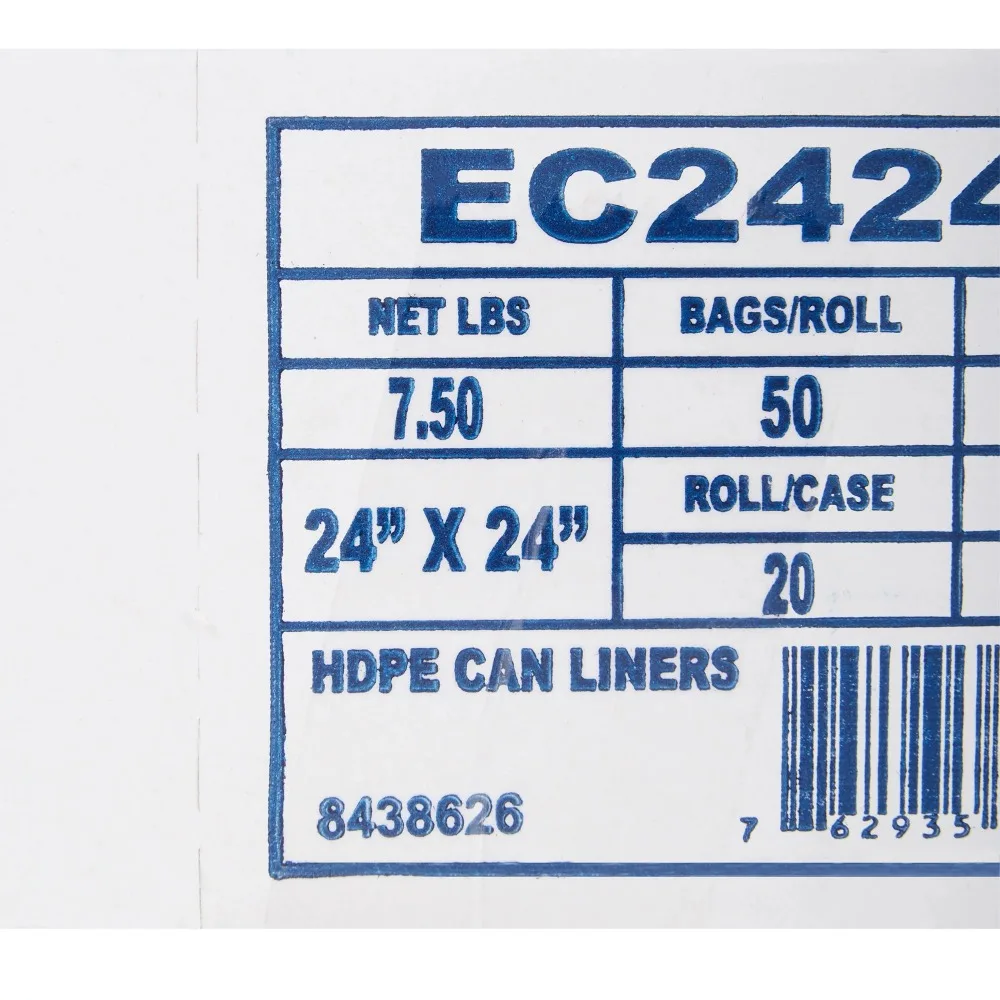 EC2424
NET LBS
BAGS/ROLL
7.50
50
24” X 24”
ROLL/CASE
20
HDPE CAN LINERS
8438626
7 62935